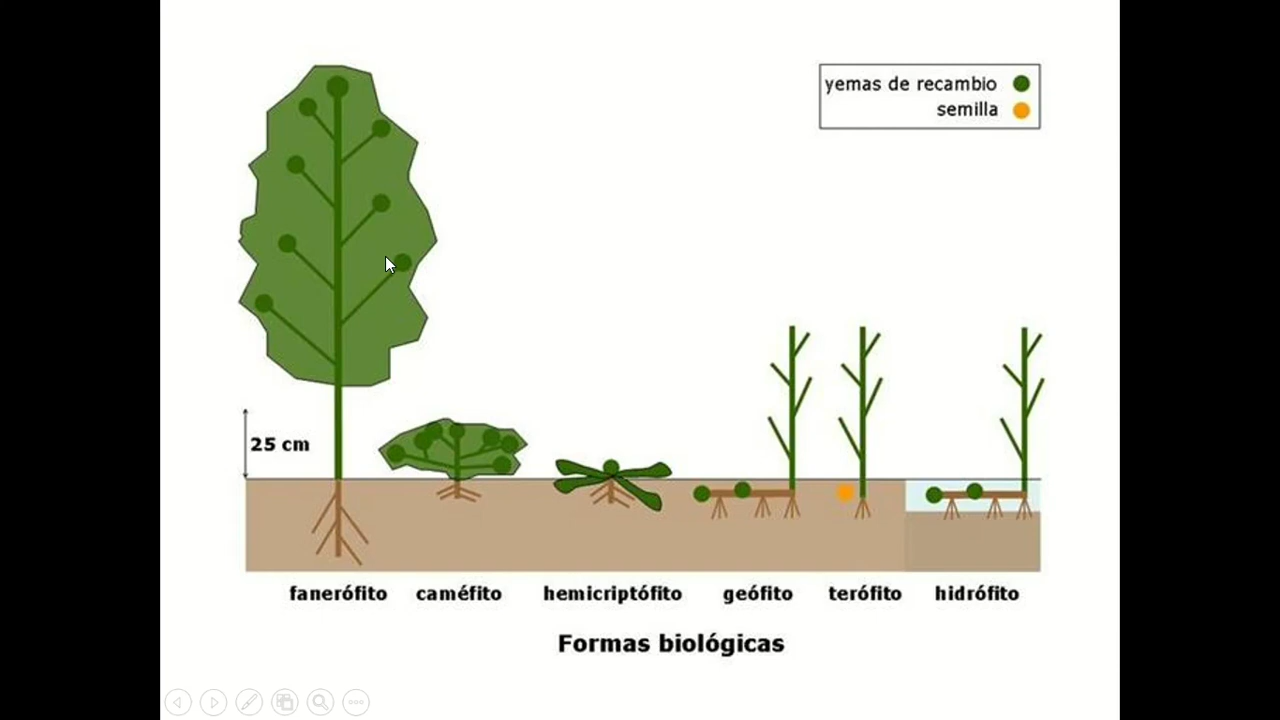 yemas de recambio
semilla
25 cm
fanerófito caméfito hemicriptófito geófito terófito hidrófito
Formas biológicas